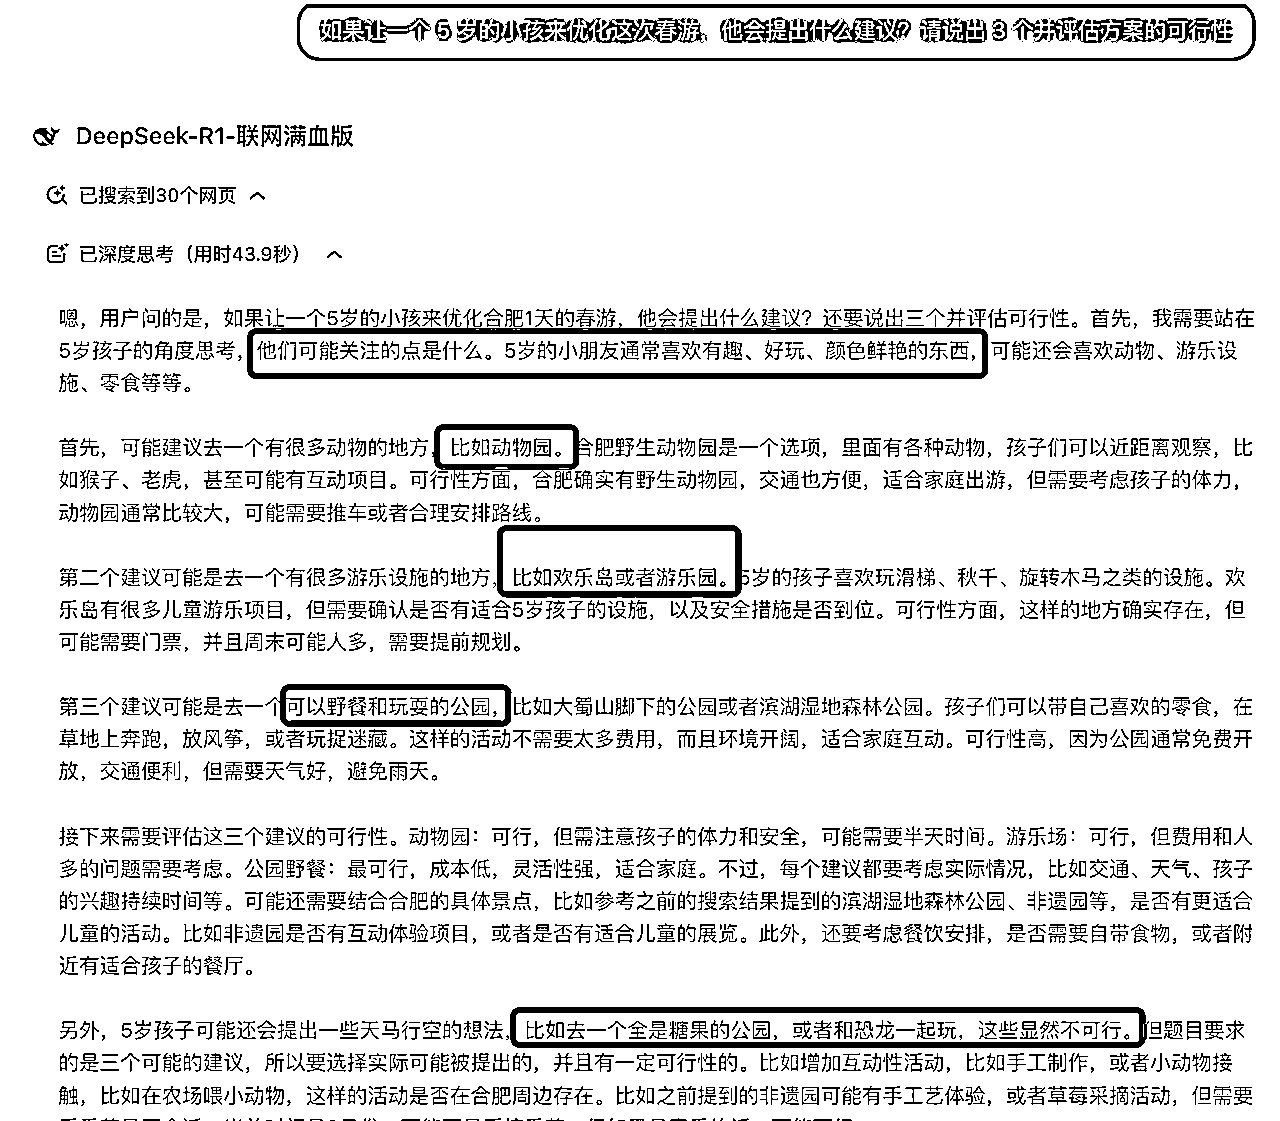 如果让一个 5 岁的小孩来优化这次春游，他会提出什么建议？请说出 3 个并评估方案的可行性
DeepSeek-R1-联网满血版
已搜索到30个网页
已深度思考（用时43.9秒）
嗯，用户问的是，如果让一个5岁的小孩来优化合肥1天的春游，他会提出什么建议？还要说出三个并评估可行性。首先，我需要站在
5岁孩子的角度思考，他们可能关注的点是什么。5岁的小朋友通常喜欢有趣、好玩、颜色鲜艳的东西，可能还会喜欢动物、游乐设
施、零食等等。
首先，可能建议去一个有很多动物的地方，比如动物园。合肥野生动物园是一个选项，里面有各种动物，孩子们可以近距离观察，比
如猴子、老虎，甚至可能有互动项目。可行性方面，合肥确实有野生动物园，交通也方便，适合家庭出游，但需要考虑孩子的体力，
动物园通常比较大，可能需要推车或者合理安排路线。
第二个建议可能是去一个有很多游乐设施的地方，比如欢乐岛或者游乐园。5岁的孩子喜欢玩滑梯、秋千、旋转木马之类的设施。欢
乐岛有很多儿童游乐项目，但需要确认是否有适合5岁孩子的设施，以及安全措施是否到位。可行性方面，这样的地方确实存在，但
可能需要门票，并且周末可能人多，需要提前规划。
第三个建议可能是去一个可以野餐和玩耍的公园，比如大蜀山脚下的公园或者滨湖湿地森林公园。孩子们可以带自己喜欢的零食，在
草地上奔跑，放风筝，或者玩捉迷藏。这样的活动不需要太多费用，而且环境开阔，适合家庭互动。可行性高，因为公园通常免费开
放，交通便利，但需要天气好，避免雨天。
接下来需要评估这三个建议的可行性。动物园：可行，但需注意孩子的体力和安全，可能需要半天时间。游乐场：可行，但费用和人
多的问题需要考虑。公园野餐：最可行，成本低，灵活性强，适合家庭。不过，每个建议都要考虑实际情况，比如交通、天气、孩子
的兴趣持续时间等。可能还需要结合合肥的具体景点，比如参考之前的搜索结果提到的滨湖湿地森林公园、非遗园等，是否有更适合
儿童的活动。比如非遗园是否有互动体验项目，或者是否有适合儿童的展览。此外，还要考虑餐饮安排，是否需要自带食物，或者附
近有适合孩子的餐厅。
另外，5岁孩子可能还会提出一些天马行空的想法，比如去一个全是糖果的公园，或者和恐龙一起玩，这些显然不可行。但题目要求
的是三个可能的建议，所以要选择实际可能被提出的，并且有一定可行性的。比如增加互动性活动，比如手工制作，或者小动物接
触，比如在农场喂小动物，这样的活动是否在合肥周边存在。比如之前提到的非遗园可能有手工艺体验，或者草莓采摘活动，但需要